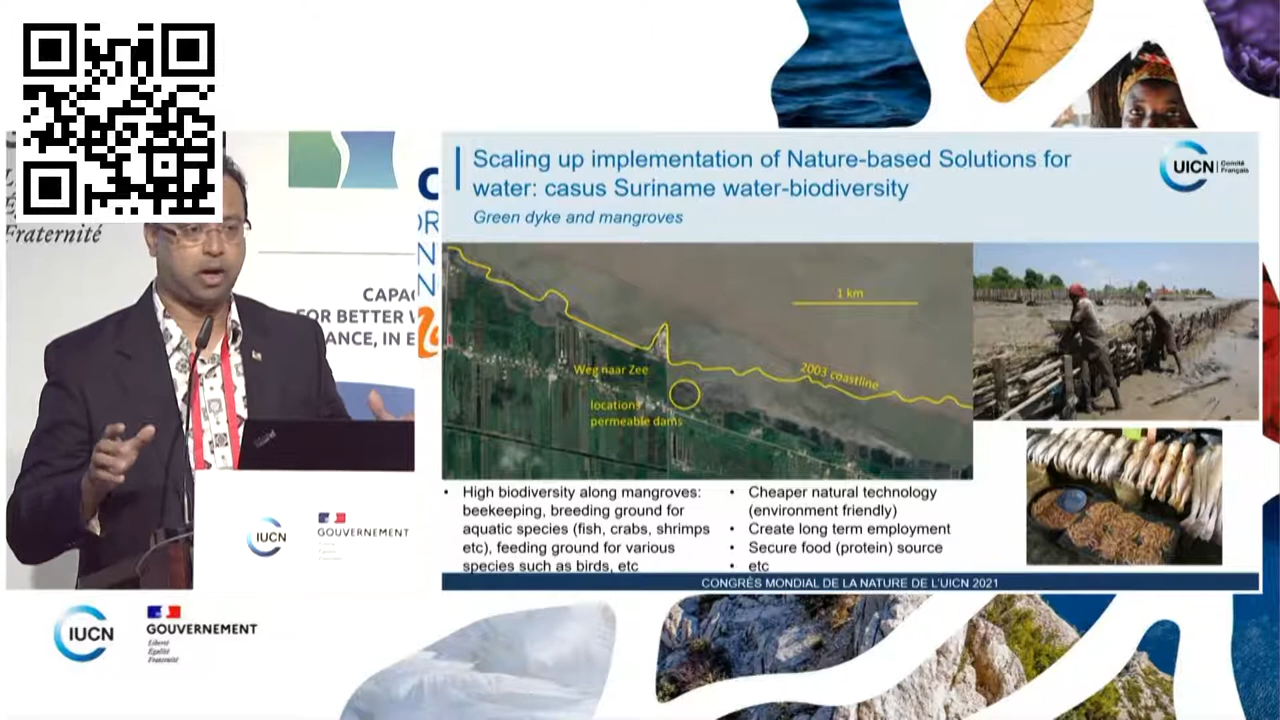 Fraternité
CAPAC
FOR BETTER
ANCE, IN E
IUCN
GOUVERNEMENT
Scaling up implementation of Nature-based Solutions for
water: casus Suriname water-biodiversity
Green dyke and mangroves
UICN
Comité
Français
1 km
Weg naar Zee
2003 coastline
locations
permeable dams
• High biodiversity along mangroves:
beekeeping, breeding ground for
aquatic species (fish, crabs, shrimps
etc), feeding ground for various
species such as birds, etc
• Cheaper natural technology
(environment friendly)
• Create long term employment
• Secure food (protein) source
• etc
CONGRÈS MONDIAL DE LA NATURE DE L'UICN 2021
IUCN
GOUVERNEMENT
Liberté
Égalité
Fraternité